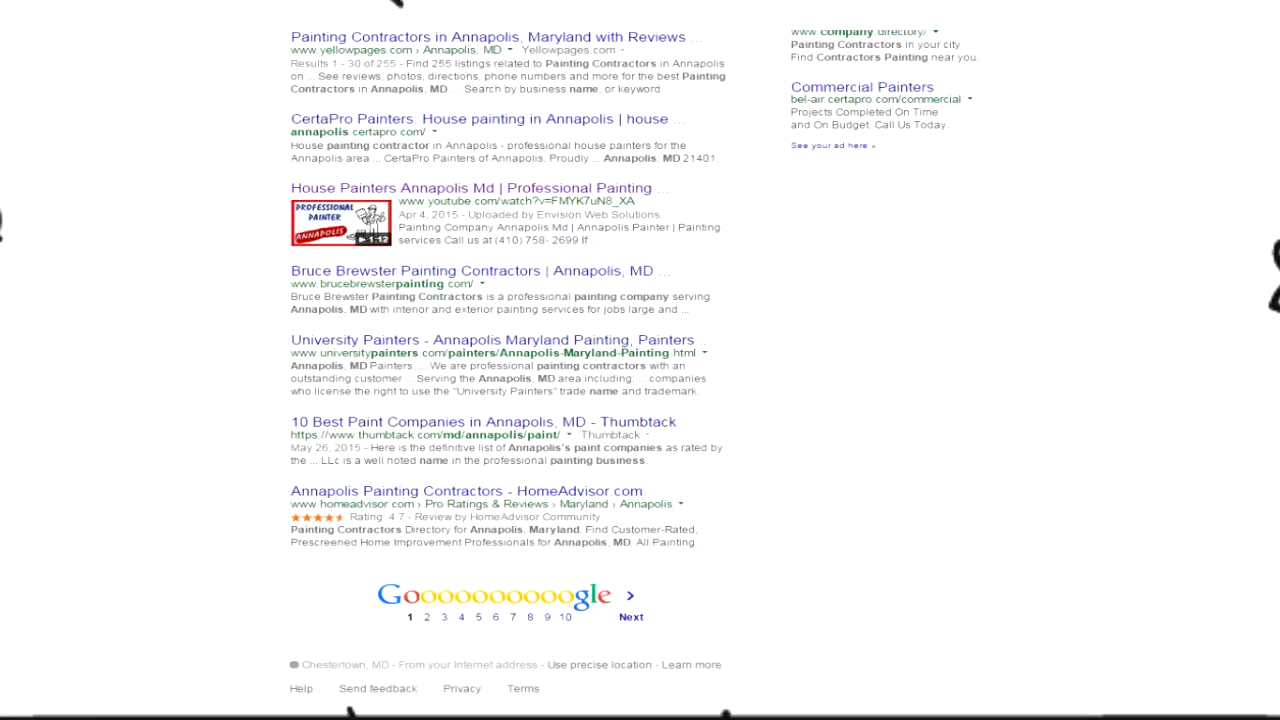 Painting Contractors in Annapolis, Maryland with Reviews ...
www.yellowpages.com › Annapolis, MD ▾ Yellowpages.com -
Results 1 - 30 of 255 - Find 255 listings related to Painting Contractors in Annapolis
on ... See reviews, photos, directions, phone numbers and more for the best Painting
Contractors in Annapolis, MD. ... Search by business name, or keyword.
CertaPro Painters: House painting in Annapolis | house ...
annapolis.certapro.com/ ▾
House painting contractor in Annapolis - professional house painters for the
Annapolis area ... CertaPro Painters of Annapolis. Proudly ... Annapolis, MD 21401.
House Painters Annapolis Md | Professional Painting ...
PROFESSIONAL
PAINTER
ANNAPOLIS
▶ 1:12
www.youtube.com/watch?v=FMYK7uN8_XA
Apr 4, 2015 - Uploaded by Envision Web Solutions
Painting Company Annapolis Md | Annapolis Painter | Painting
services Call us at (410) 758- 2699 If ...
Bruce Brewster Painting Contractors | Annapolis, MD ...
www.brucebrewsterpainting.com/ ▾
Bruce Brewster Painting Contractors is a professional painting company serving
Annapolis, MD with interior and exterior painting services for jobs large and ...
University Painters - Annapolis Maryland Painting, Painters ...
www.universitypainters.com/painters/Annapolis-Maryland-Painting.html ▾
Annapolis, MD Painters. ... We are professional painting contractors with an
outstanding customer ... Serving the Annapolis, MD area including: ... companies
who license the right to use the "University Painters" trade name and trademark.
10 Best Paint Companies in Annapolis, MD - Thumbtack
https://www.thumbtack.com/md/annapolis/paint/ ▾ Thumbtack -
May 26, 2015 - Here is the definitive list of Annapolis's paint companies as rated by
the ... LLc is a well noted name in the professional painting business.
Annapolis Painting Contractors - HomeAdvisor.com
www.homeadvisor.com › Pro Ratings & Reviews › Maryland › Annapolis ▾
Rating: 4.7 - Review by HomeAdvisor Community
Painting Contractors Directory for Annapolis, Maryland. Find Customer-Rated,
Prescreened Home Improvement Professionals for Annapolis, MD. All Painting
Goooooooooogle >
1 2 3 4 5 6 7 8 9 10 Next
Chestertown, MD - From your Internet address - Use precise location - Learn more
Help Send feedback Privacy Terms
www.company.directory/ ▾
Painting Contractors in your city
Find Contractors Painting near you.
Commercial Painters
bel-air.certapro.com/commercial ▾
Projects Completed On Time
and On Budget. Call Us Today
See your ad here »